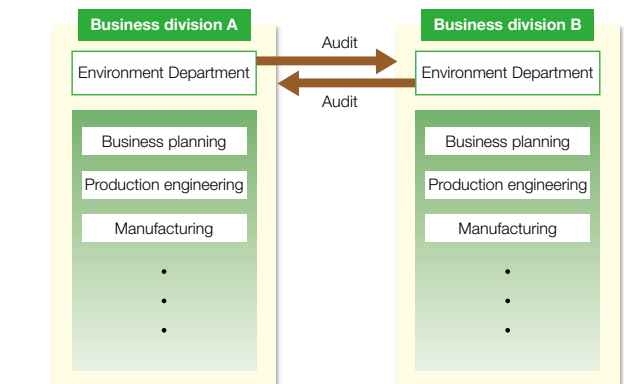 Business division A
Business division B
Audit
Environment Department
Environment Department
Audit
Business planning
Business planning
Production engineering
Production engineering
Manufacturing
Manufacturing